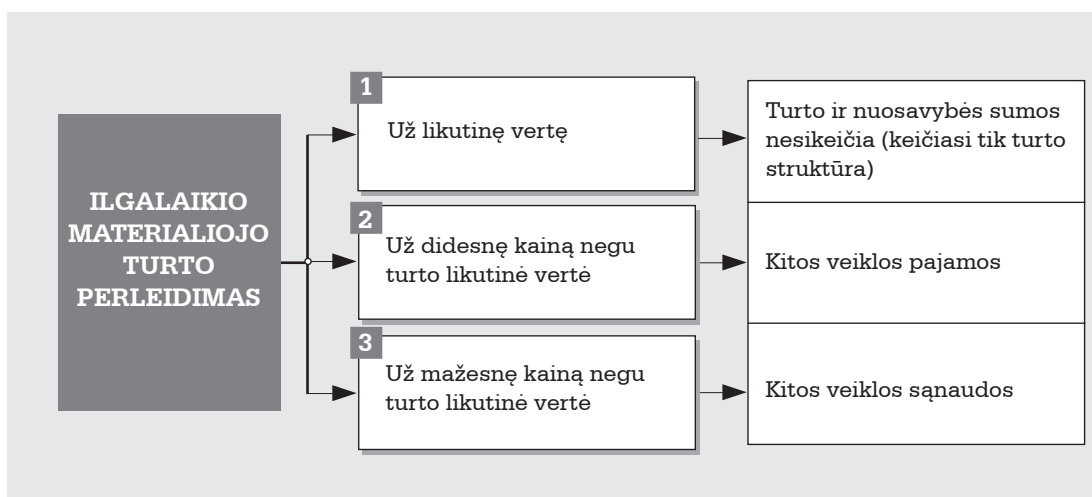 ILGALAIKIO
MATERIALIOJO
TURTO
PERLEIDIMAS
1
Už likutinę vertę
Turto ir nuosavybės sumos
nesikeičia (keičiasi tik turto
struktūra)
2
Už didesnę kainą negu
turto likutinė vertė
Kitos veiklos pajamos
3
Už mažesnę kainą negu
turto likutinė vertė
Kitos veiklos sąnaudos